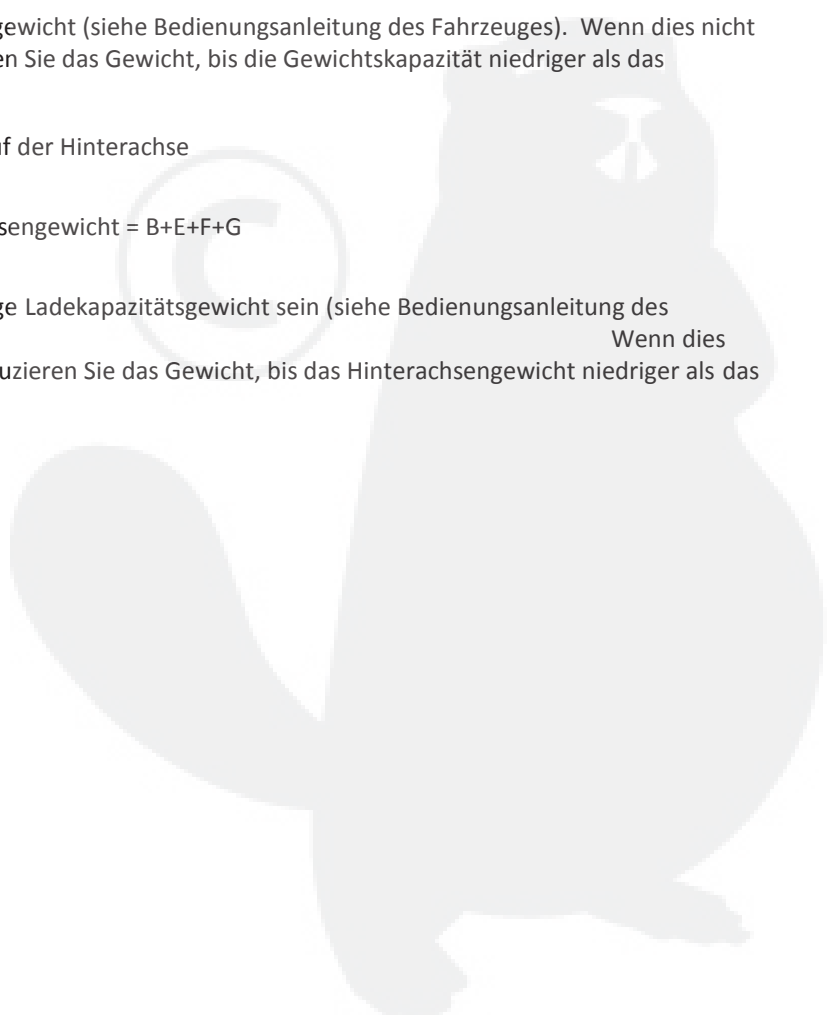 gewicht (siehe Bedienungsanleitung des Fahrzeuges).  Wenn dies nicht
en Sie das Gewicht, bis die Gewichtskapazität niedriger als das
uf der Hinterachse
sengewicht = B+E+F+G
ge Ladekapazitätsgewicht sein (siehe Bedienungsanleitung des
Wenn dies
uzieren Sie das Gewicht, bis das Hinterachsengewicht niedriger als das
©